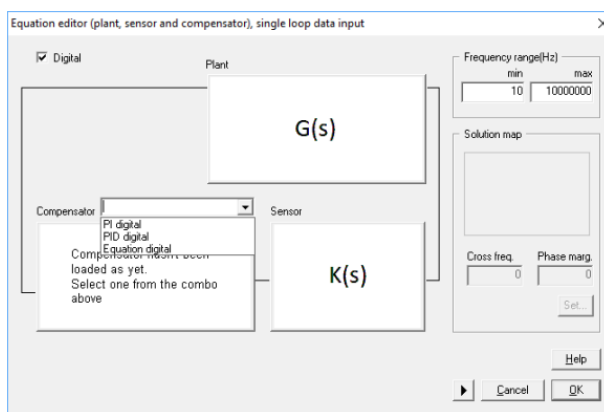 Equation editor (plant, sensor and compensator), single loop data input
Digital
Plant
G(s)
Frequency range(Hz)
min max
10 10000000
Solution map
Compensator
PI digital
PID digital
Equation digital
Compensator hasn't been
loaded as yet.
Select one from the combo
above
Sensor
K(s)
Cross freq. Phase marg.
0 0
Set...
Help
Cancel OK